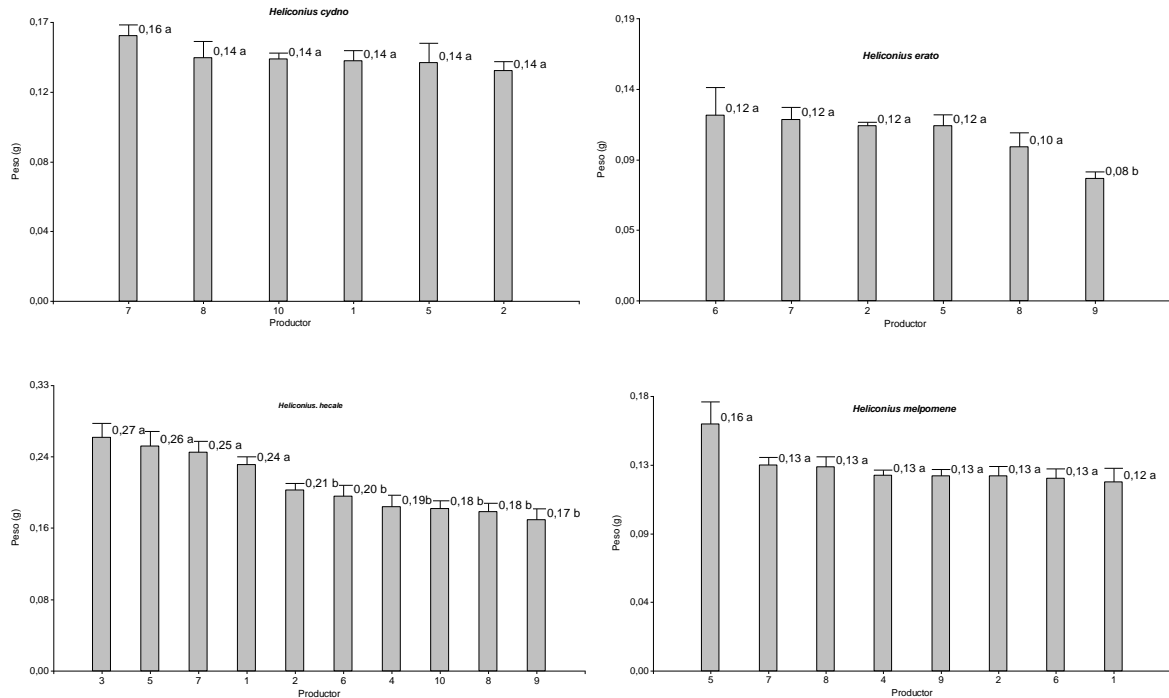 Heliconius cydno
Peso (g)
0,17
0,12
0,08
0,04
0,00
0,16 a
0,14 a
0,14 a
0,14 a
0,14 a
0,14 a
7 8 10 1 5 2
Productor
Heliconius erato
Peso (g)
0,19
0,14
0,09
0,05
0,00
0,12 a
0,12 a
0,12 a
0,12 a
0,10 a
0,08 b
6 7 2 5 8 9
Productor
Heliconius. hecale
Peso (g)
0,33
0,24
0,16
0,08
0,00
0,27 a
0,26 a
0,25 a
0,24 a
0,21 b
0,20 b
0,19b
0,18 b
0,18 b
0,17 b
3 5 7 1 2 6 4 10 8 9
Productor
Heliconius melpomene
Peso (g)
0,18
0,13
0,09
0,04
0,00
0,16 a
0,13 a
0,13 a
0,13 a
0,13 a
0,13 a
0,13 a
0,12 a
5 7 8 4 9 2 6 1
Productor